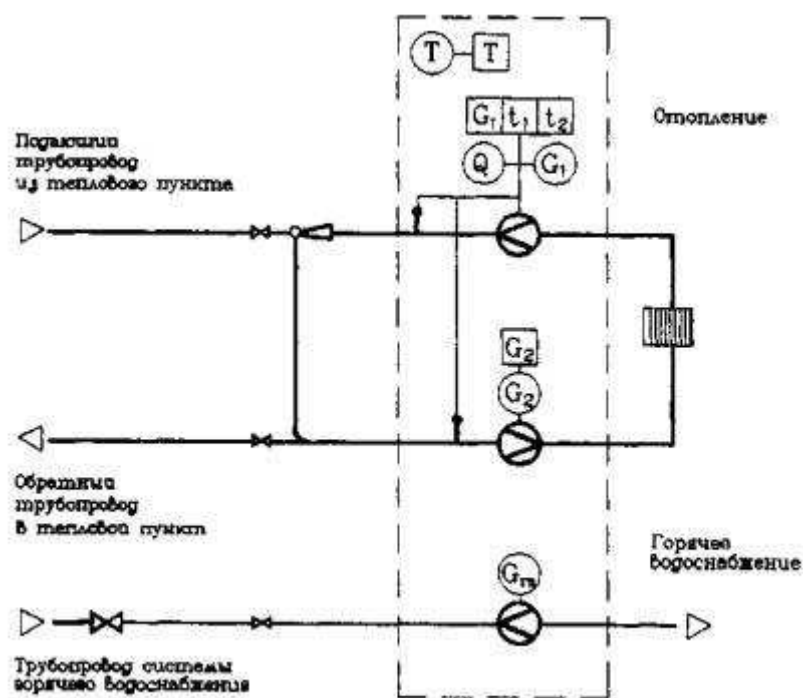 T T
G₁ t₁ t₂
Отопление
Подающий
трубопровод
из теплового пункта
Q G₁
G₂
G₂
Обратный
трубопровод
в тепловой пункт
Горячее
водоснабжение
Gгв
Трубопровод системы
горячего водоснабжения